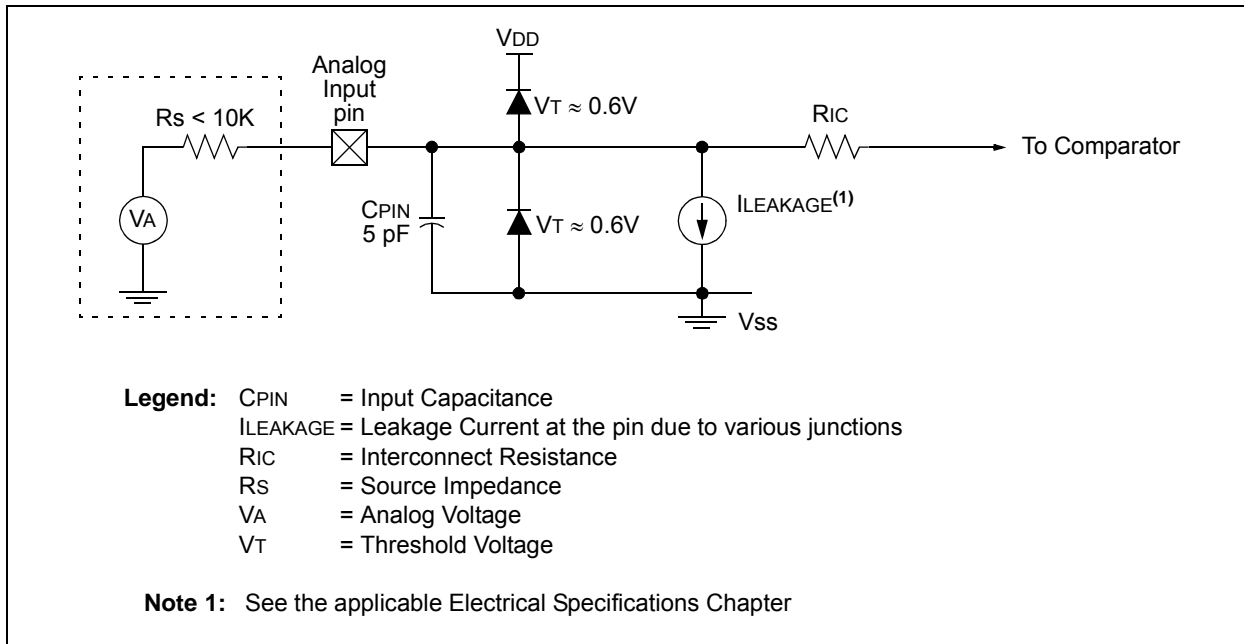 VDD
Analog
Input
pin
Rs < 10K
VT ≈ 0.6V
RIC
To Comparator
VA
CPIN
5 pF
VT ≈ 0.6V
ILEAKAGE(1)
Vss
Legend: CPIN = Input Capacitance
ILEAKAGE = Leakage Current at the pin due to various junctions
RIC = Interconnect Resistance
RS = Source Impedance
VA = Analog Voltage
VT = Threshold Voltage
Note 1: See the applicable Electrical Specifications Chapter